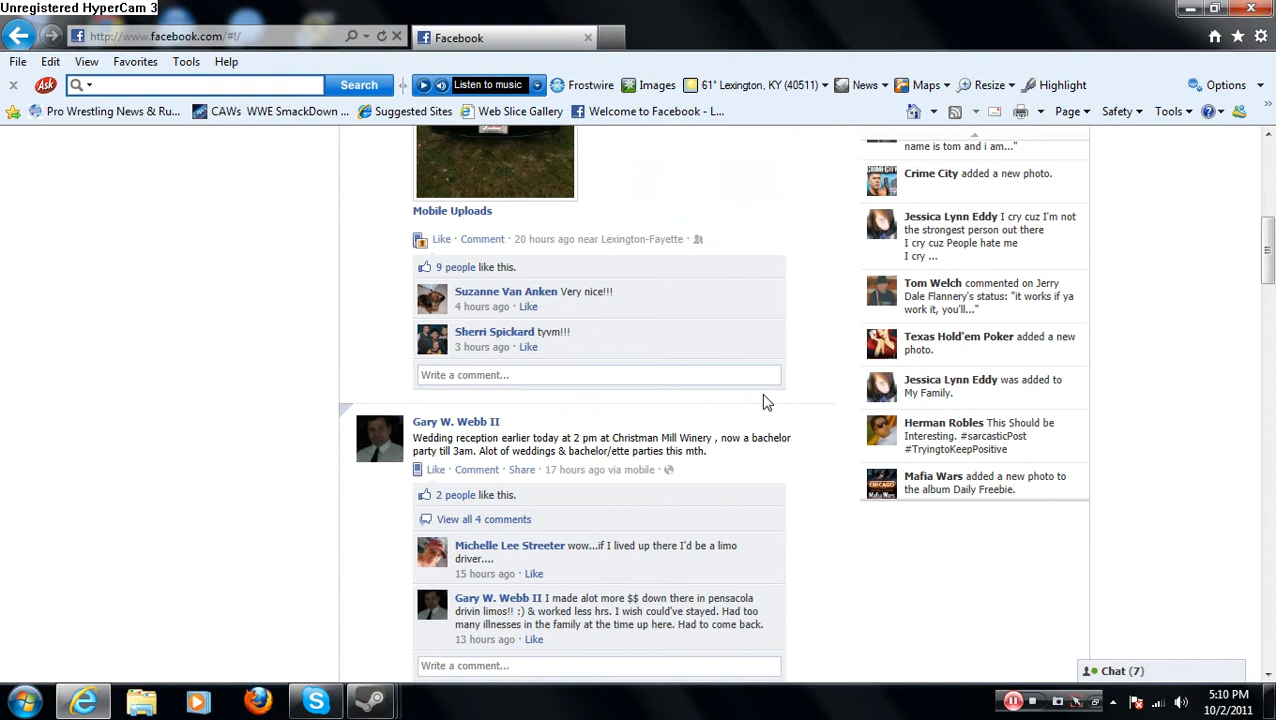 Unregistered HyperCam 3
http://www.facebook.com/#!/
Facebook
File Edit View Favorites Tools Help
Ask
Search
Listen to music
Frostwire
Images
61° Lexington, KY (40511)
News
Maps
Resize
Highlight
Options
Pro Wrestling News & Ru...
CAWs WWE SmackDown ...
Suggested Sites
Web Slice Gallery
Welcome to Facebook - L...
Page
Safety
Tools
Mobile Uploads
Like · Comment · 20 hours ago near Lexington-Fayette ·
9 people like this.
Suzanne Van Anken Very nice!!!
4 hours ago · Like
Sherri Spickard tyvm!!!
3 hours ago · Like
Write a comment...
Gary W. Webb II
Wedding reception earlier today at 2 pm at Christman Mill Winery , now a bachelor
party till 3am. Alot of weddings & bachelor/ette parties this mth.
Like · Comment · Share · 17 hours ago via mobile ·
2 people like this.
View all 4 comments
Michelle Lee Streeter wow...if I lived up there I'd be a limo
driver....
15 hours ago · Like
Gary W. Webb II I made alot more $$ down there in pensacola
drivin limos!! :) & worked less hrs. I wish could've stayed. Had too
many illnesses in the family at the time up here. Had to come back.
13 hours ago · Like
Write a comment...
name is tom and i am..."
Crime City added a new photo.
CRIMECITY
Jessica Lynn Eddy I cry cuz I'm not
the strongest person out there
I cry cuz People hate me
I cry ...
Tom Welch commented on Jerry
Dale Flannery's status: "it works if ya
work it, you'll..."
Texas Hold'em Poker added a new
photo.
Jessica Lynn Eddy was added to
My Family.
Herman Robles This Should be
Interesting. #sarcasticPost
#TryingtoKeepPositive
Mafia Wars added a new photo to
the album Daily Freebie.
CHICAGO
Chat (7)
5:10 PM
10/2/2011